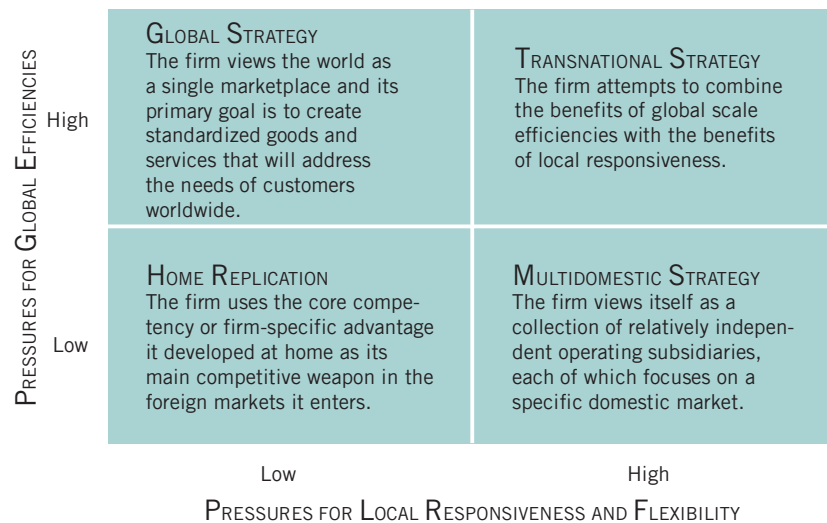 PRESSURES FOR GLOBAL EFFICIENCIES
High
Low
GLOBAL STRATEGY
The firm views the world as
a single marketplace and its
primary goal is to create
standardized goods and
services that will address
the needs of customers
worldwide.
TRANSNATIONAL STRATEGY
The firm attempts to combine
the benefits of global scale
efficiencies with the benefits
of local responsiveness.
HOME REPLICATION
The firm uses the core compe-
tency or firm-specific advantage
it developed at home as its
main competitive weapon in the
foreign markets it enters.
MULTIDOMESTIC STRATEGY
The firm views itself as a
collection of relatively indepen-
dent operating subsidiaries,
each of which focuses on a
specific domestic market.
Low
High
PRESSURES FOR LOCAL RESPONSIVENESS AND FLEXIBILITY